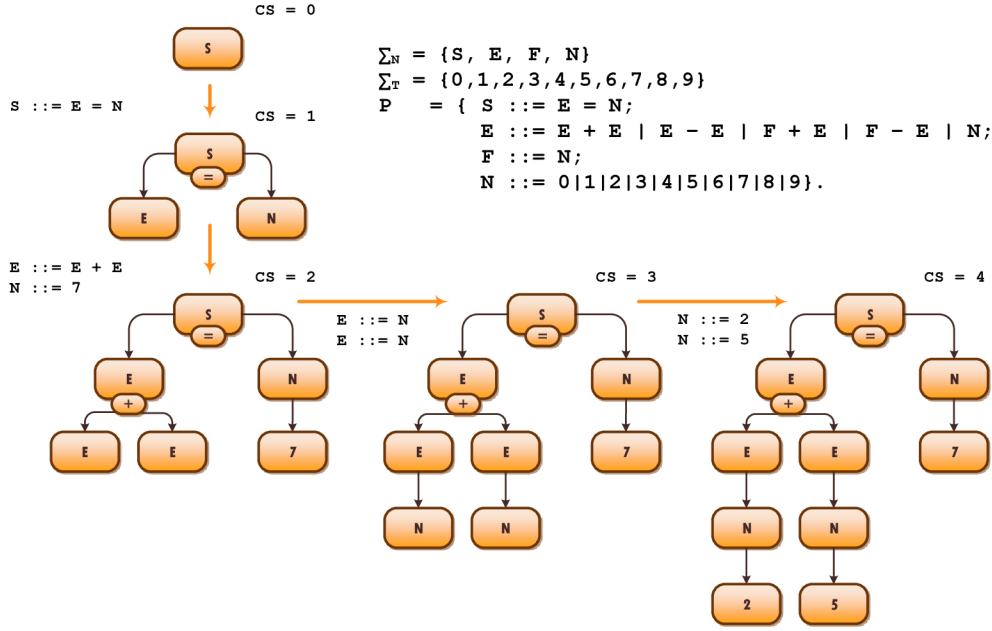 CS = 0
S
∑N = {S, E, F, N}
∑T = {0,1,2,3,4,5,6,7,8,9}
P = { S ::= E = N;
E ::= E + E | E - E | F + E | F - E | N;
F ::= N;
N ::= 0|1|2|3|4|5|6|7|8|9}.
S ::= E = N
CS = 1
S
=
E N
E ::= E + E
N ::= 7
CS = 2
S
=
E N
+
E E 7
E ::= N
E ::= N
CS = 3
S
=
E N
+
E E 7
N N
N ::= 2
N ::= 5
CS = 4
S
=
E N
+
E E 7
N N
2 5